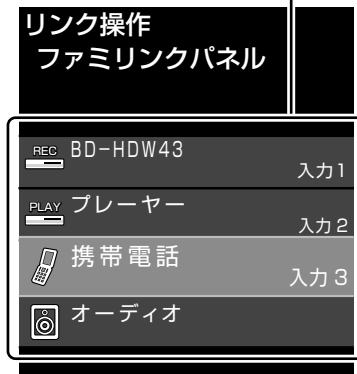 リンク操作
ファミリンクパネル
REC BD-HDW43
入力1
PLAY プレーヤー
入力2
携帯電話
入力3
オーディオ